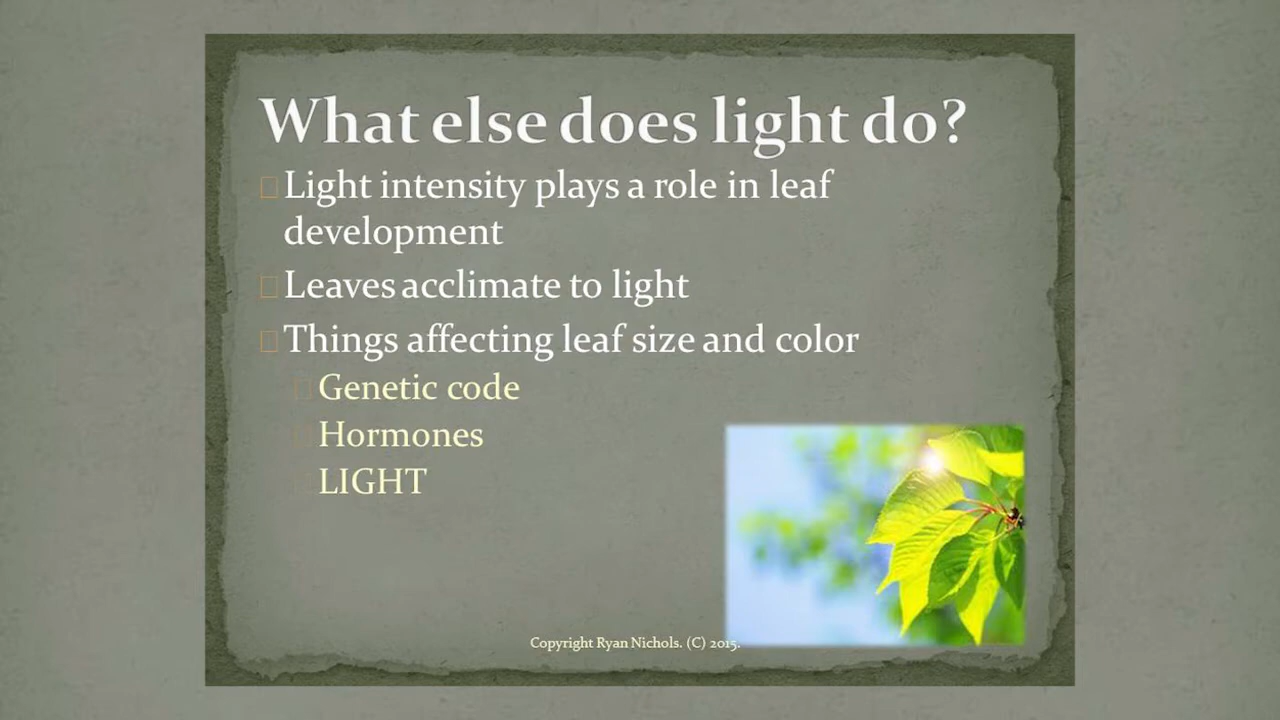 What else does light do?
Light intensity plays a role in leaf
development
Leaves acclimate to light
Things affecting leaf size and color
Genetic code
Hormones
LIGHT
Copyright Ryan Nichols. (C) 2015.